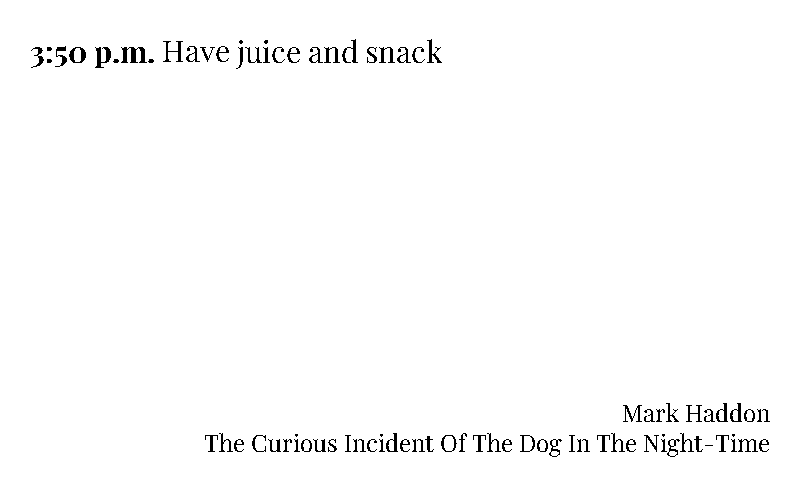 3:50 p.m. Have juice and snack
Mark Haddon
The Curious Incident Of The Dog In The Night-Time